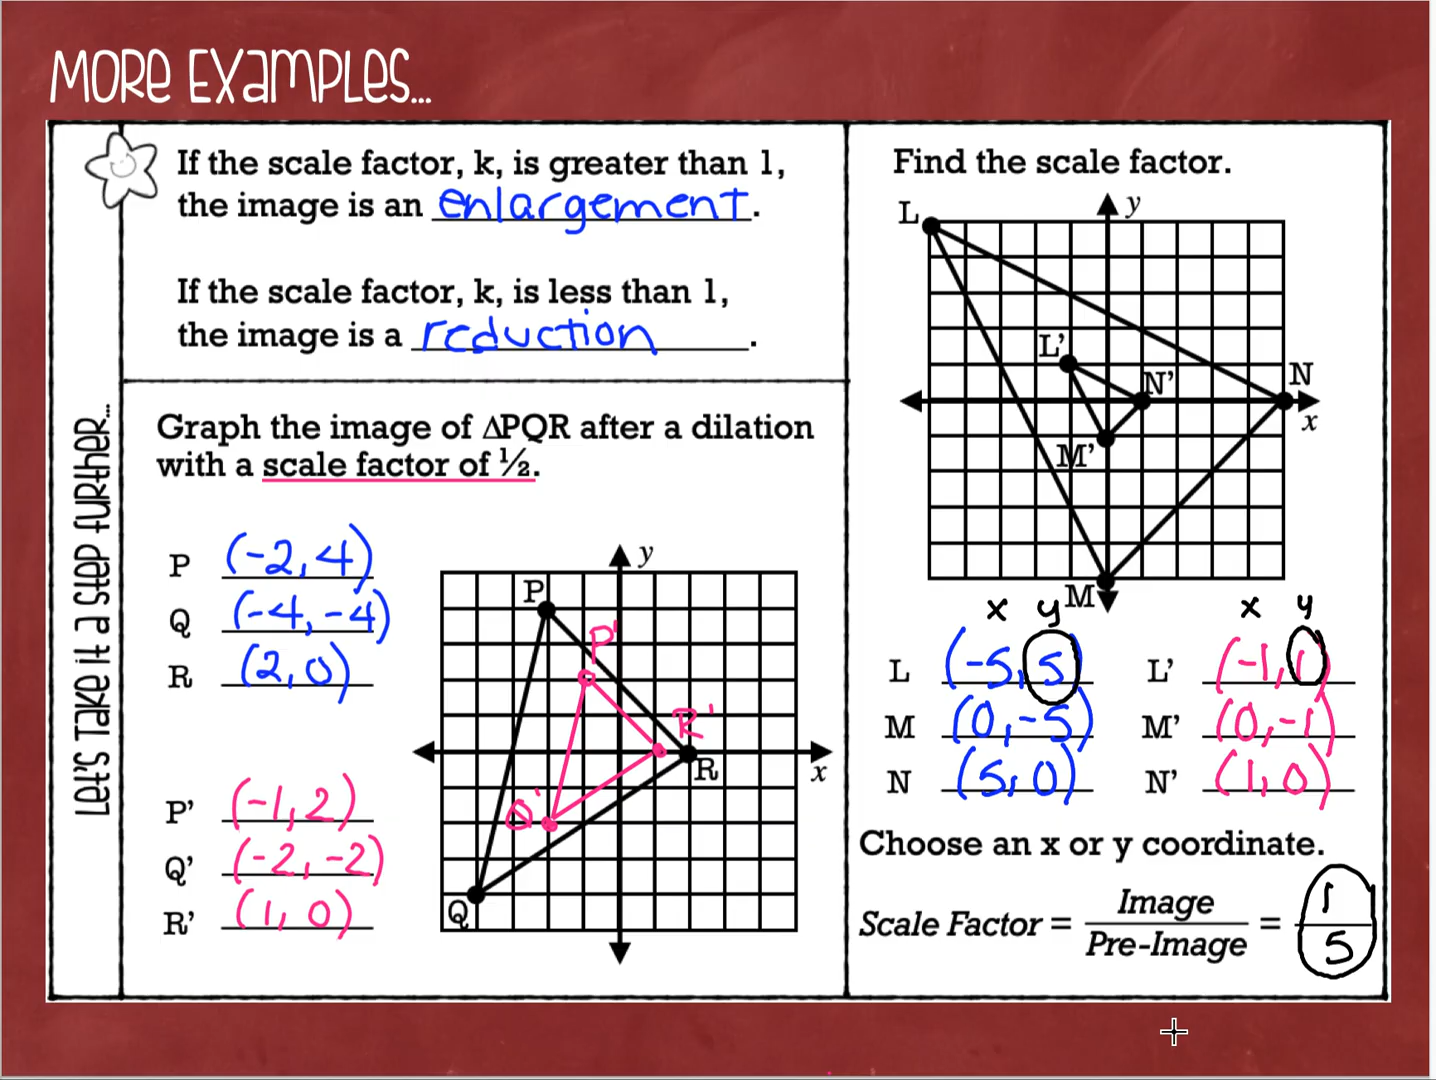 MORE EXAMPLES...
Let's take it a step further...
If the scale factor, k, is greater than 1,
the image is an enlargement.
If the scale factor, k, is less than 1,
the image is a reduction.
Graph the image of ΔPQR after a dilation
with a scale factor of ½.
P (-2, 4)
Q (-4, -4)
R (2, 0)
P' (-1, 2)
Q' (-2, -2)
R' (1, 0)
y
P
P'
R'
R
x
Q'
Q
Find the scale factor.
L
y
L'
N'
N
x
M'
M
x y x y
L (-5, 5) L' (-1, 1)
M (0, -5) M' (0, -1)
N (5, 0) N' (1, 0)
Choose an x or y coordinate.
Scale Factor = Image / Pre-Image = 1 / 5